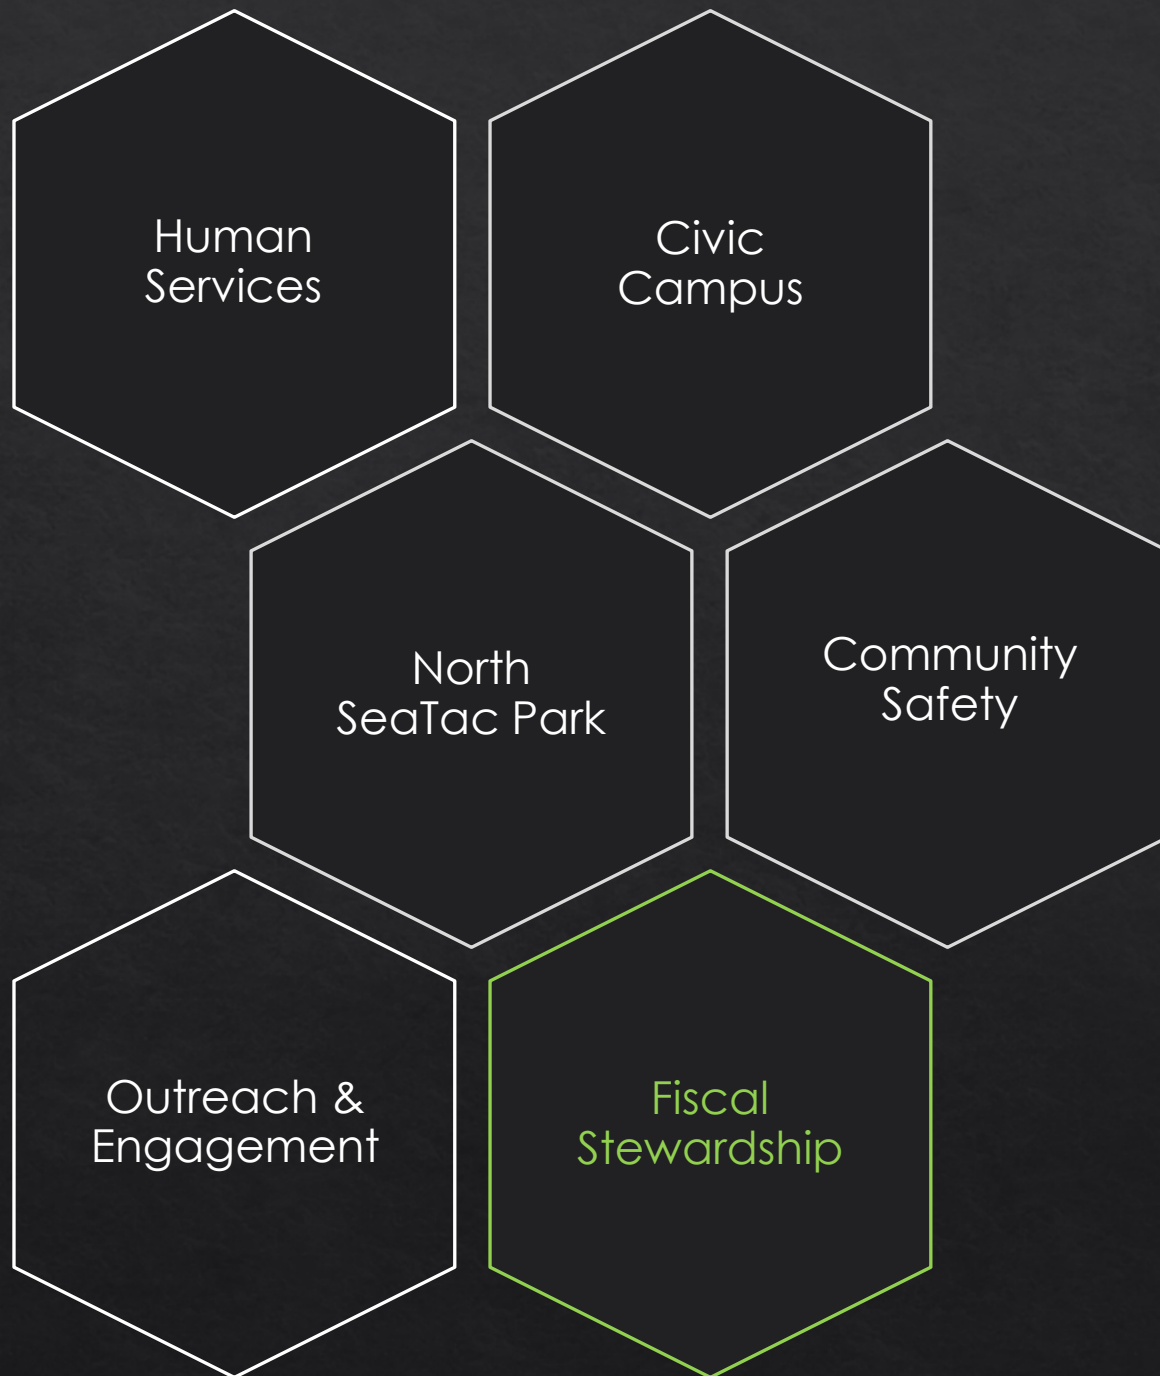 Human
Services
Civic
Campus
North
SeaTac Park
Community
Safety
Outreach &
Engagement
Fiscal
Stewardship